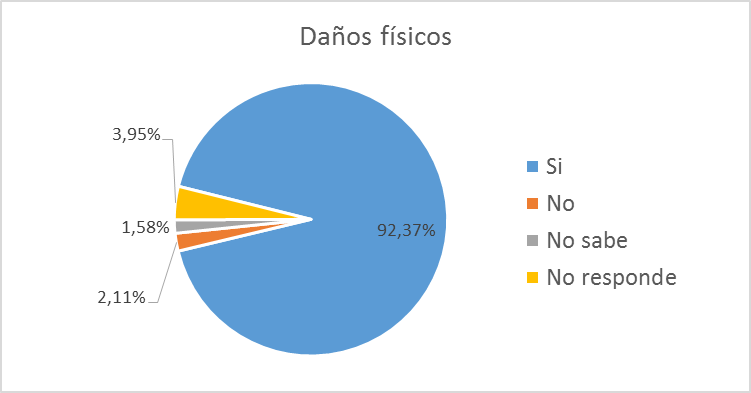 Daños físicos
3,95%
1,58%
2,11%
92,37%
Si
No
No sabe
No responde